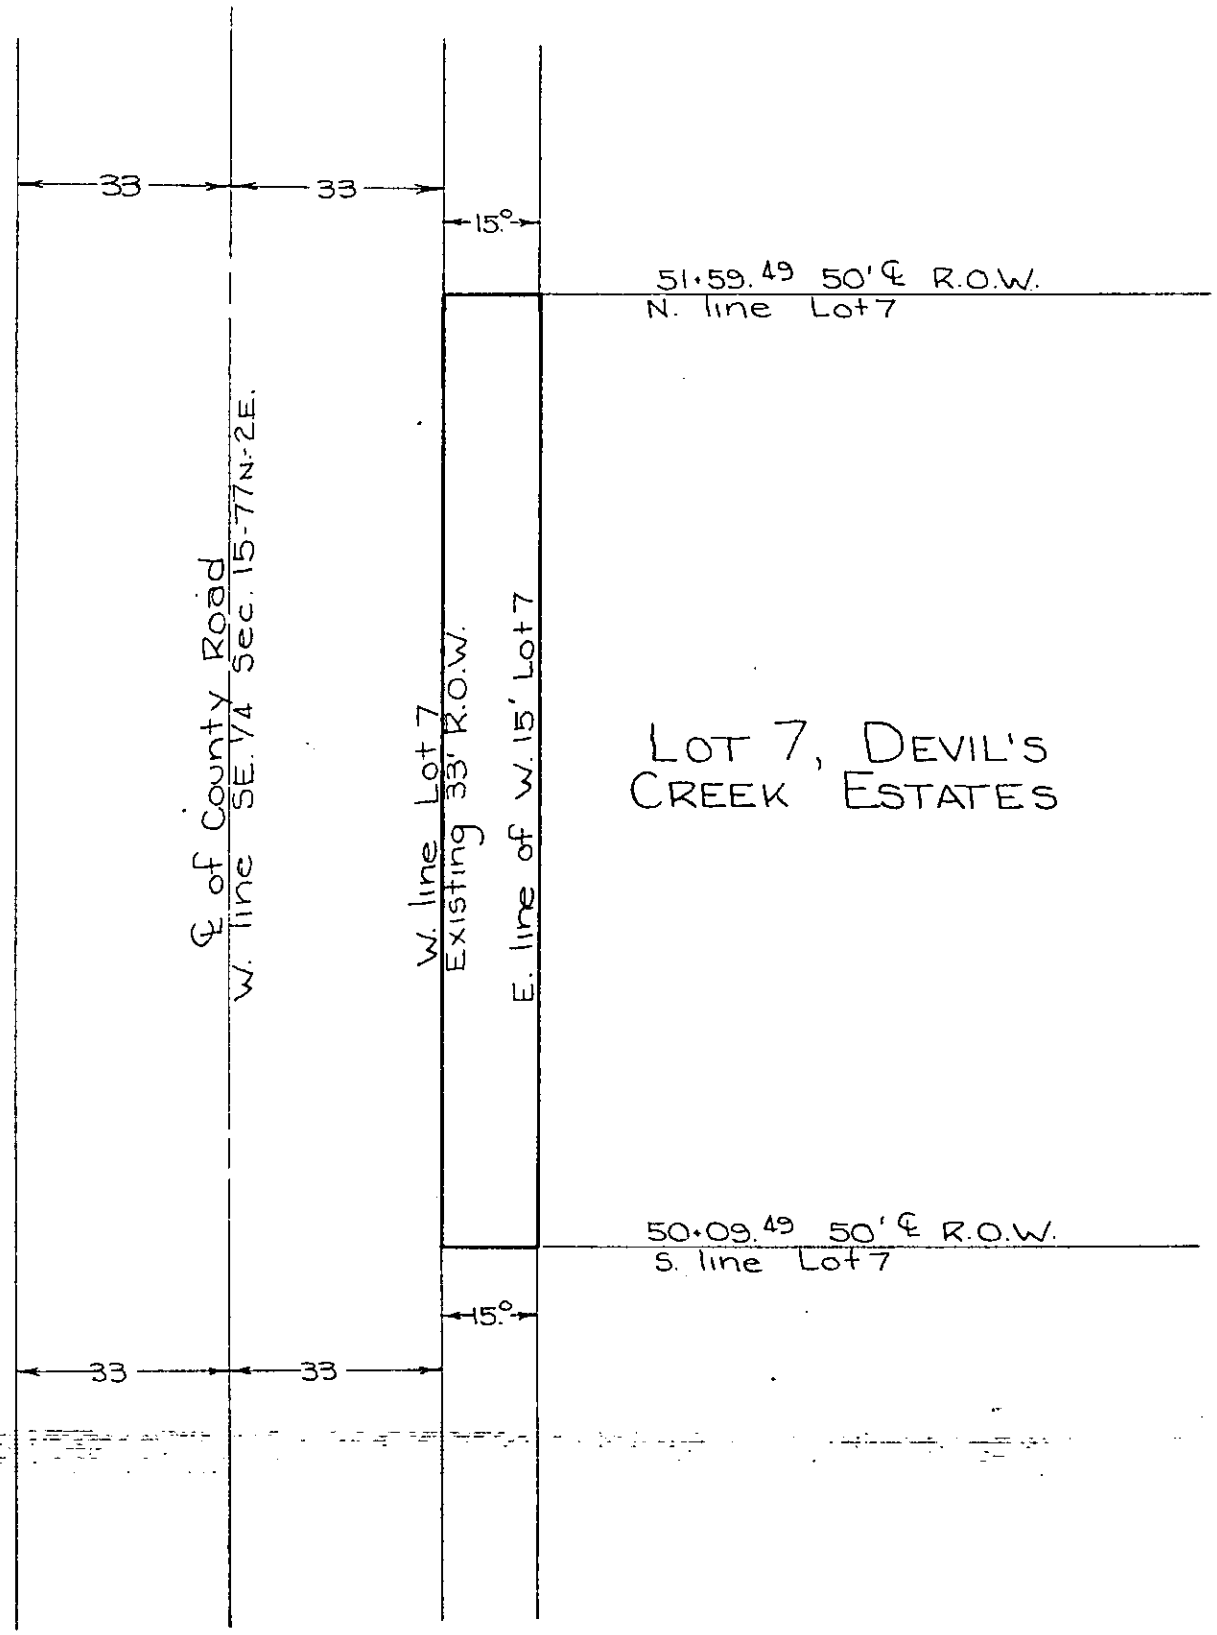 33
33
15.0
51+59.49 50' ℄ R.O.W.
N. line Lot 7
℄ of County Road
W. line SE.1/4 Sec. 15-77N-2E.
W. line Lot 7
Existing 33' R.O.W.
E. line of W. 15' Lot 7
LOT 7, DEVIL'S
CREEK ESTATES
50+09.49 50' ℄ R.O.W.
S. line Lot 7
15.0
33
33